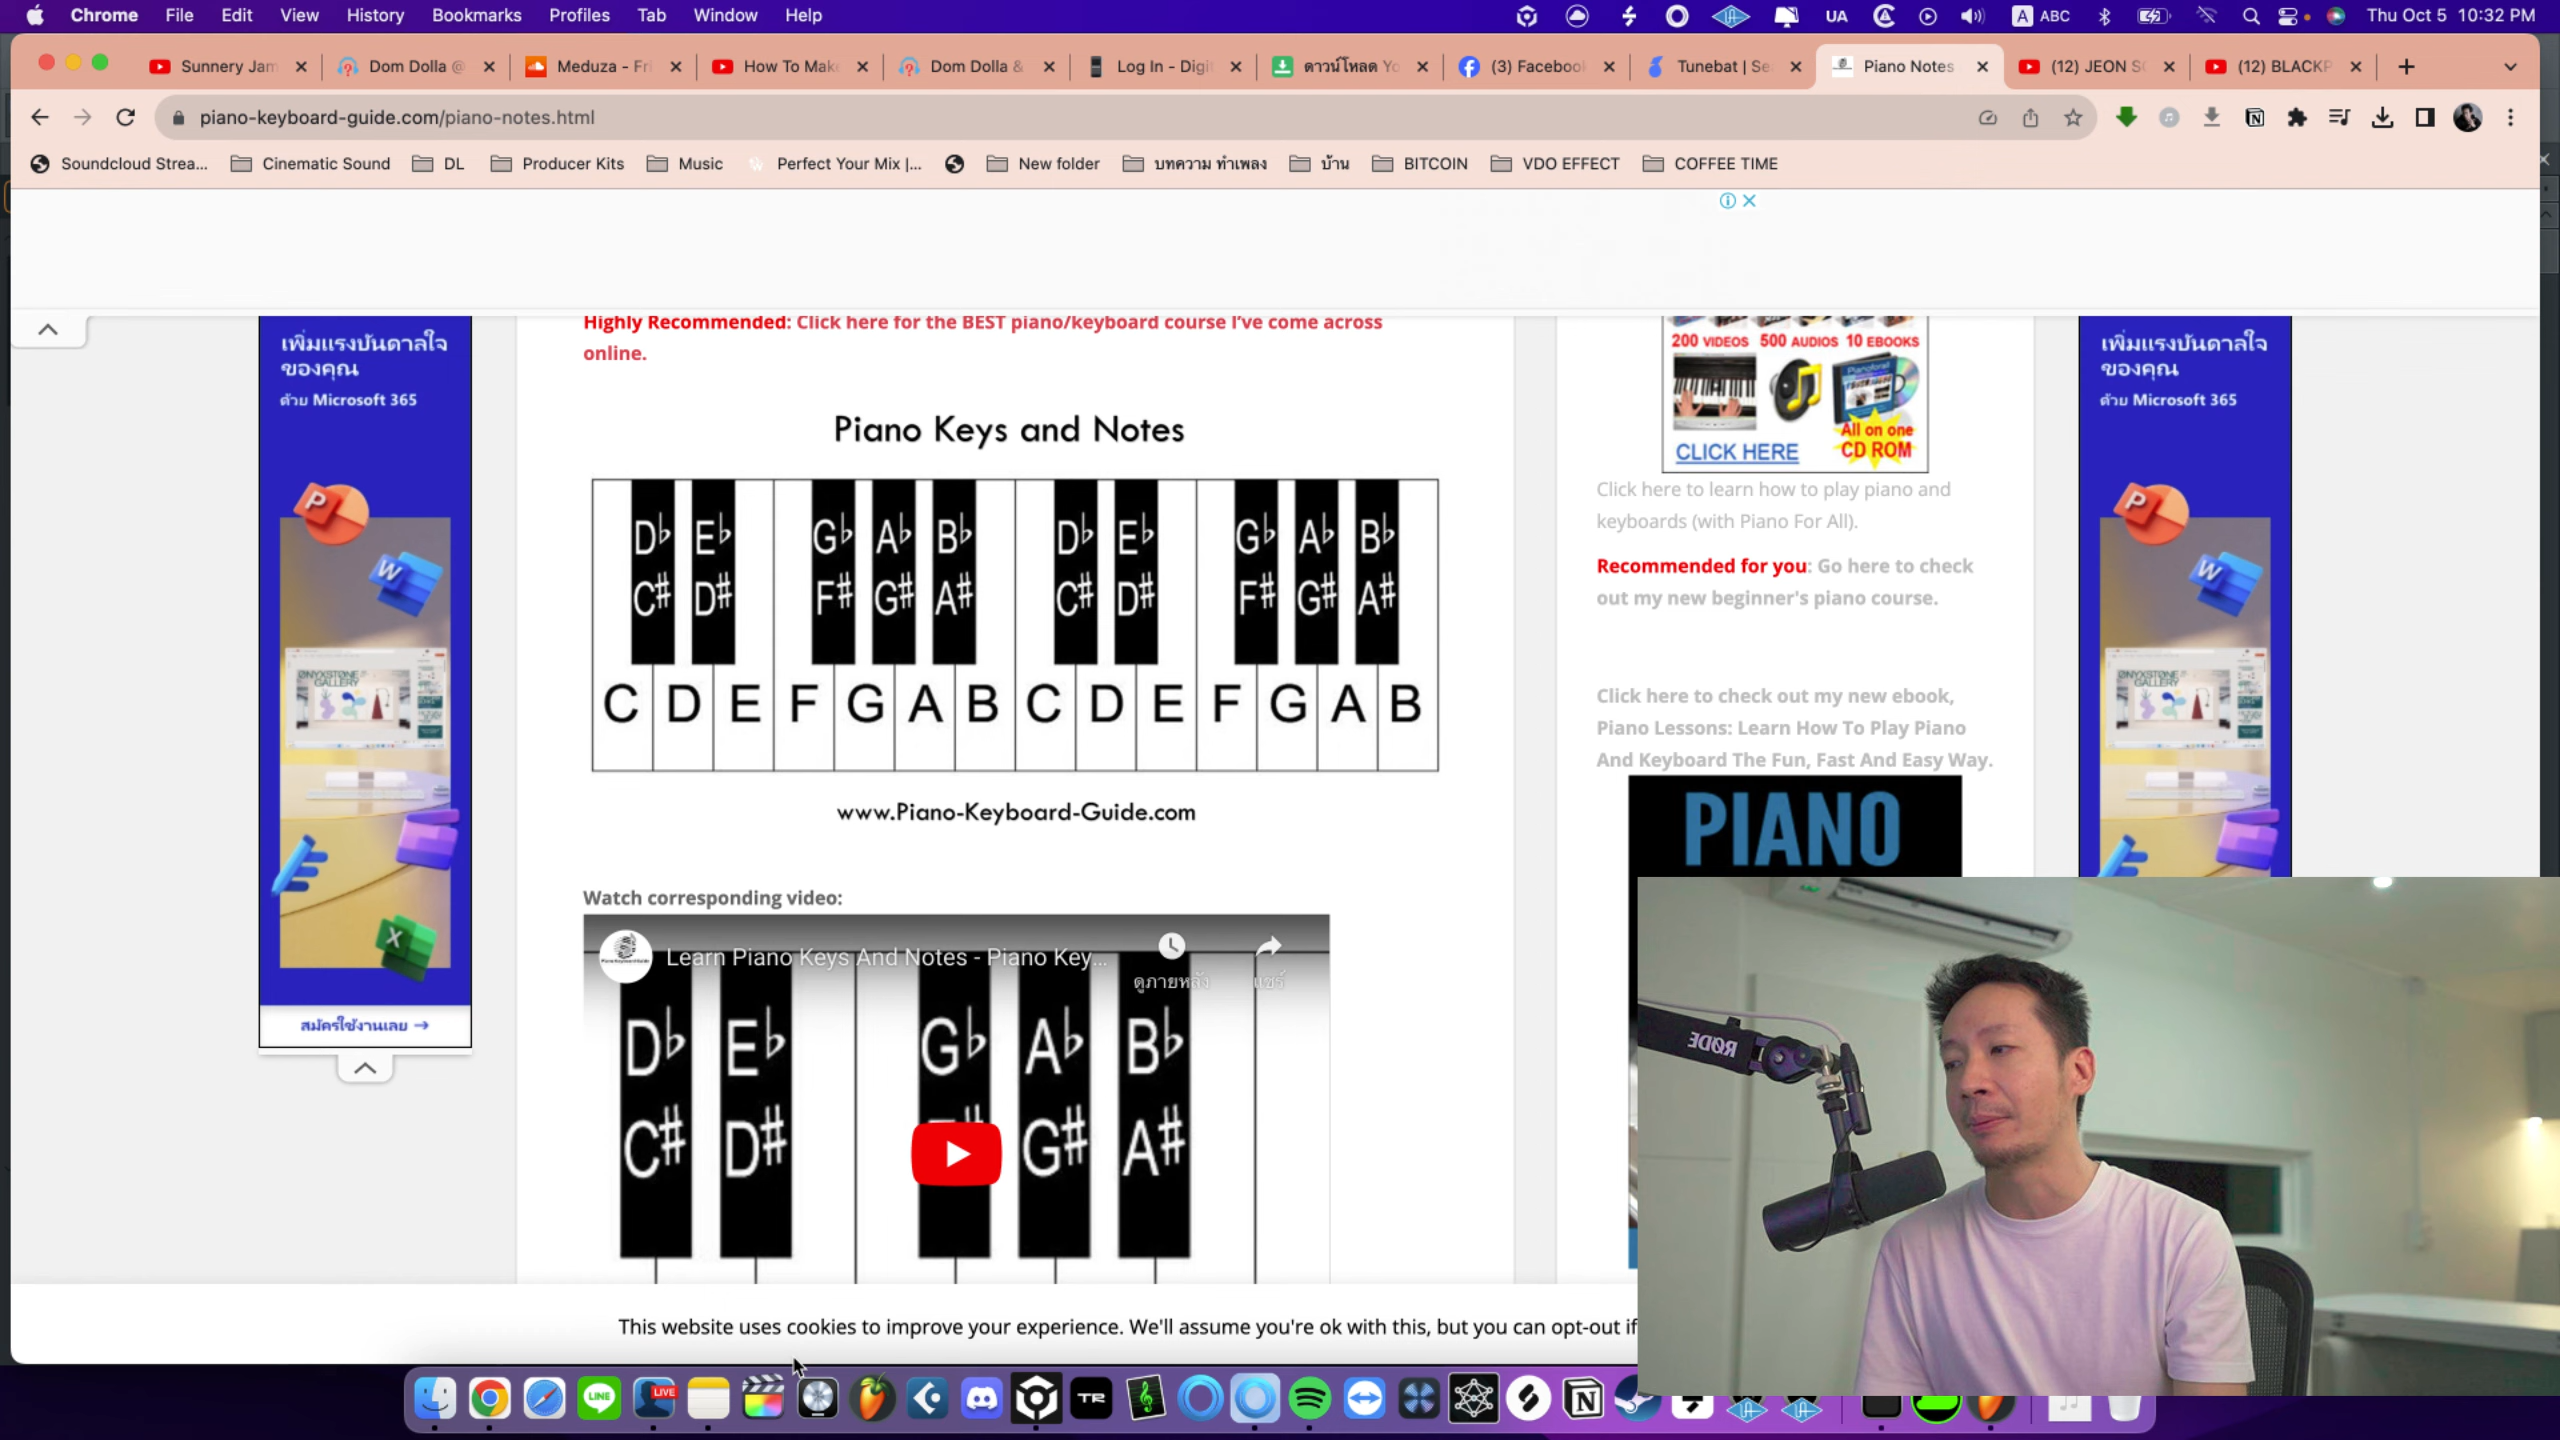 Chrome File Edit View History Bookmarks Profiles Tab Window Help
UA
A ABC
Thu Oct 5 10:32 PM
Sunnery Jam
Dom Dolla @
Meduza - Fri
How To Mak
Dom Dolla &
Log In - Digit
ดาวน์โหลด Yo
(3) Facebook
Tunebat | Se
Piano Notes
(12) JEON S
(12) BLACKP
piano-keyboard-guide.com/piano-notes.html
Soundcloud Strea...
Cinematic Sound
DL
Producer Kits
Music
Perfect Your Mix |...
New folder
บทความ ทำเพลง
บ้าน
BITCOIN
VDO EFFECT
COFFEE TIME
เพิ่มแรงบันดาลใจ
ของคุณ
ด้วย Microsoft 365
P
W
ONYXSTONE
GALLERY
X
สมัครใช้งานเลย →
Highly Recommended: Click here for the BEST piano/keyboard course I've come across
online.
Piano Keys and Notes
D♭ E♭ G♭ A♭ B♭ D♭ E♭ G♭ A♭ B♭
C# D# F# G# A# C# D# F# G# A#
C D E F G A B C D E F G A B
www.Piano-Keyboard-Guide.com
Watch corresponding video:
Learn Piano Keys And Notes - Piano Key...
ดูภายหลัง
แชร์
D♭ E♭ G♭ A♭ B♭
C# D# G# A#
This website uses cookies to improve your experience. We'll assume you're ok with this, but you can opt-out if
200 VIDEOS 500 AUDIOS 10 EBOOKS
Pianoforall
All on one
CD ROM
CLICK HERE
Click here to learn how to play piano and
keyboards (with Piano For All).
Recommended for you: Go here to check
out my new beginner's piano course.
Click here to check out my new ebook,
Piano Lessons: Learn How To Play Piano
And Keyboard The Fun, Fast And Easy Way.
PIANO
เพิ่มแรงบันดาลใจ
ของคุณ
ด้วย Microsoft 365
P
W
ONYXSTONE
GALLERY
RØDE
LINE
LIVE
TR